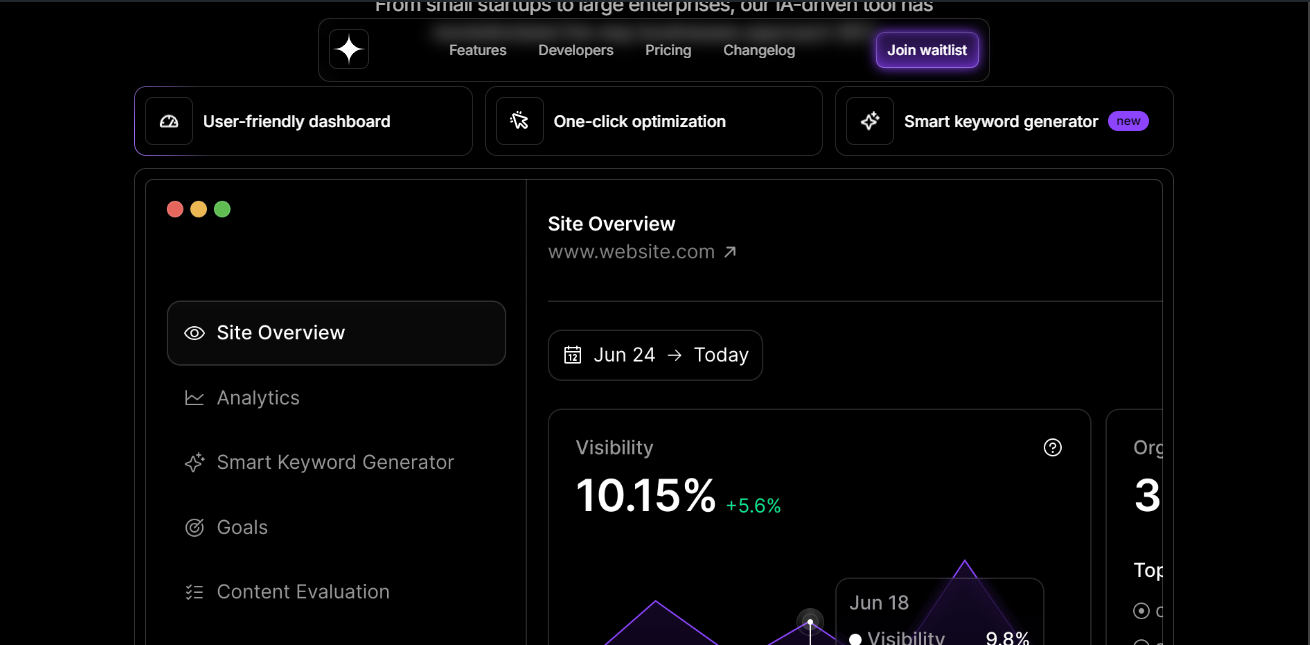 From small startups to large enterprises, our IA-driven tool has
Features Developers Pricing Changelog Join waitlist
User-friendly dashboard
One-click optimization
Smart keyword generator new
Site Overview
www.website.com
Site Overview
Analytics
Smart Keyword Generator
Goals
Content Evaluation
12 Jun 24 → Today
Visibility
10.15% +5.6%
Jun 18
Visibility 9.8%
Org
3
Top